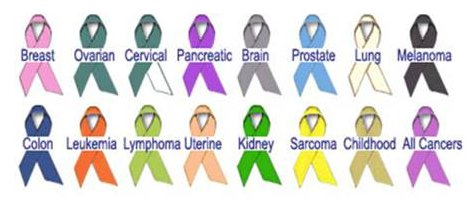 Breast Ovarian Cervical Pancreatic Brain Prostate Lung Melanoma
Colon Leukemia Lymphoma Uterine Kidney Sarcoma Childhood All Cancers